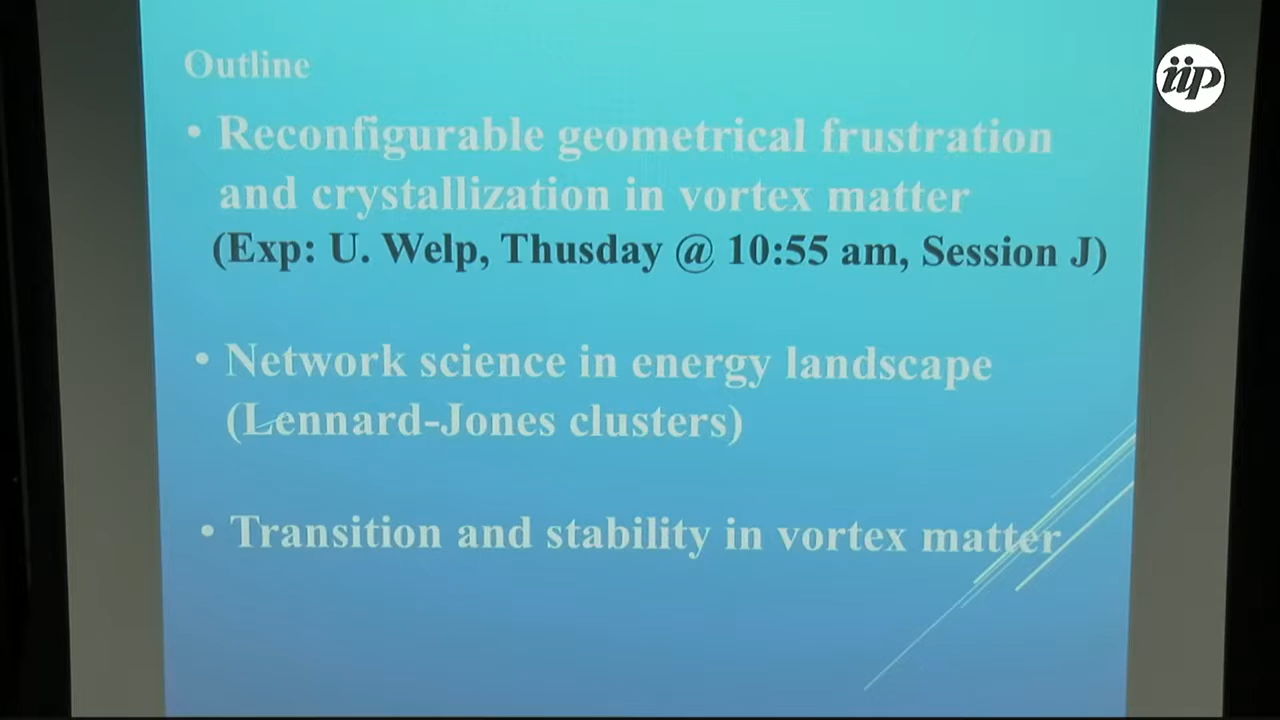 Outline
• Reconfigurable geometrical frustration
and crystallization in vortex matter
(Exp: U. Welp, Thusday @ 10:55 am, Session J)
• Network science in energy landscape
(Lennard-Jones clusters)
• Transition and stability in vortex matter
iip